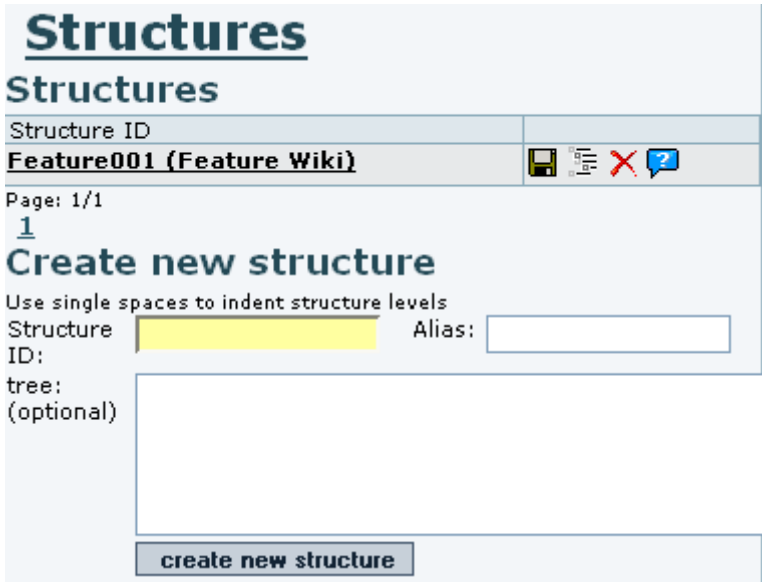 Structures
Structures
Structure ID
Feature001 (Feature Wiki)
?
Page: 1/1
1
Create new structure
Use single spaces to indent structure levels
Structure ID:
Alias:
tree:
(optional)
create new structure